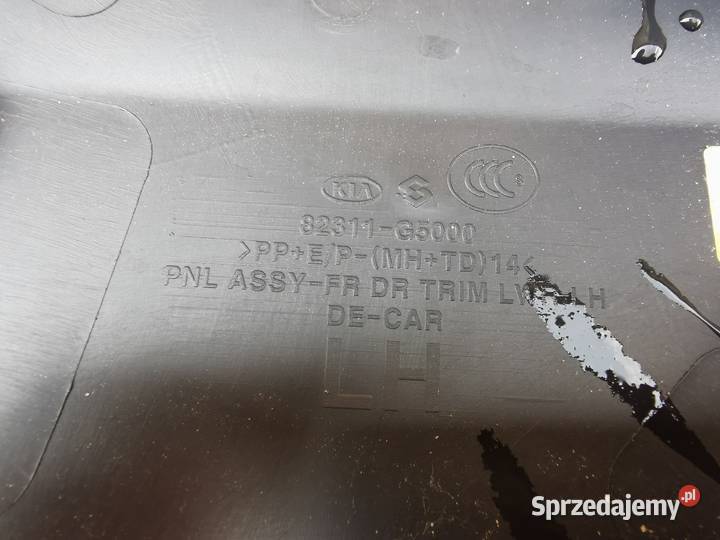 KIA S CCC S
82311-G5000
>PP+E/P-(MH+TD)14<
PNL ASSY-FR DR TRIM LH
DE-CAR
LH
Sprzedajemy.pl